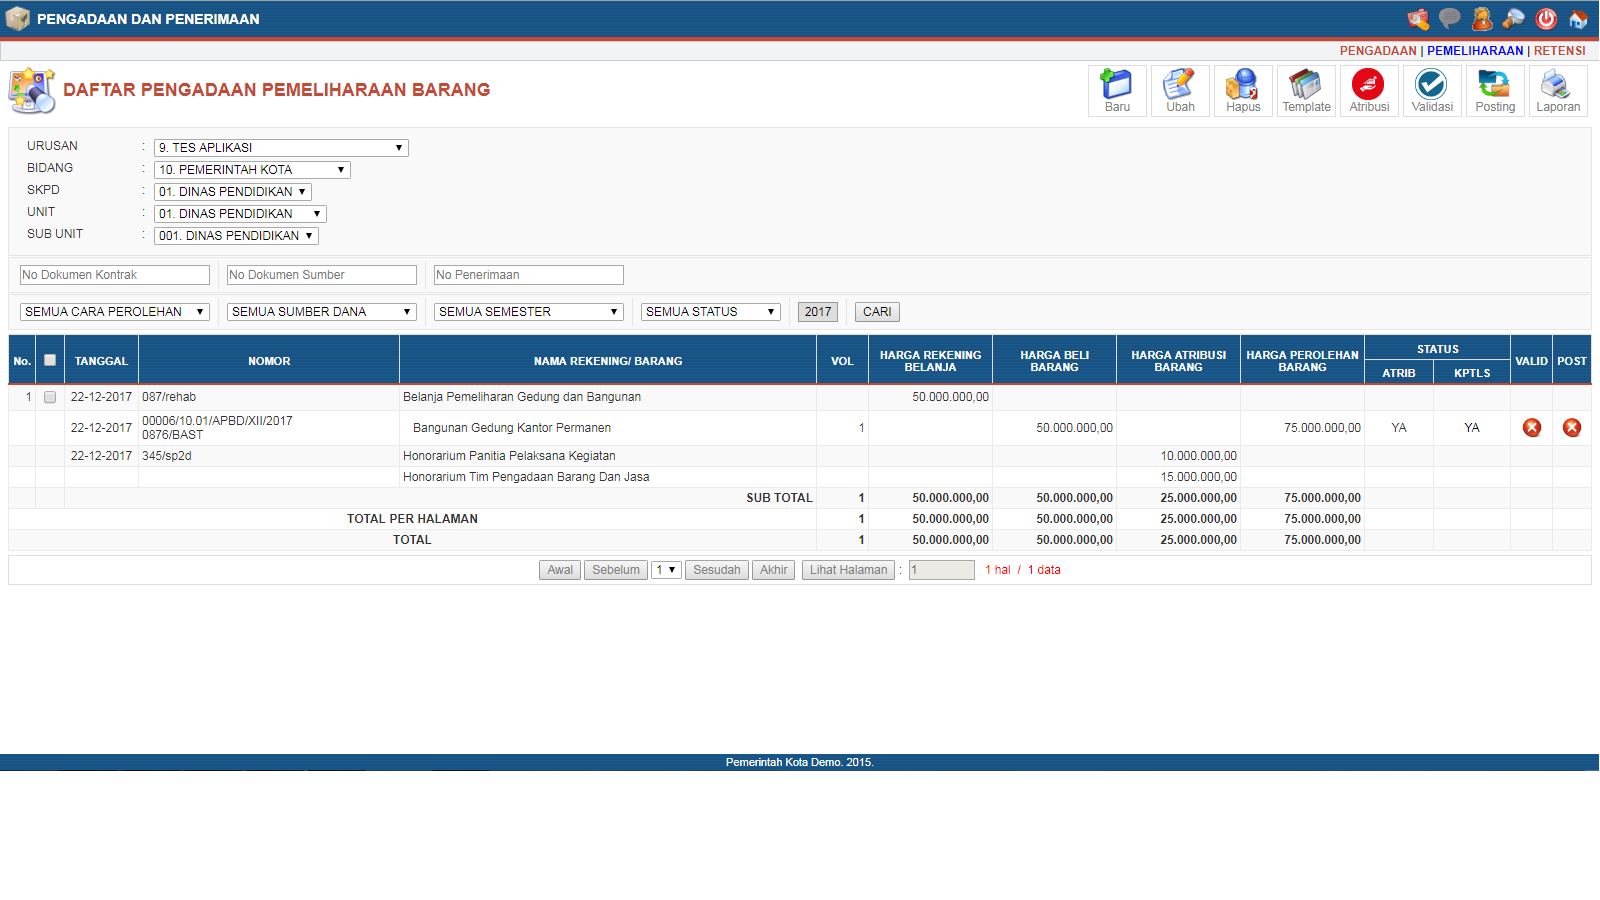 PENGADAAN DAN PENERIMAAN
PENGADAAN | PEMELIHARAAN | RETENSI
DAFTAR PENGADAAN PEMELIHARAAN BARANG
Baru Ubah Hapus Template Atribusi Validasi Posting Laporan
URUSAN : 9. TES APLIKASI
BIDANG : 10. PEMERINTAH KOTA
SKPD : 01. DINAS PENDIDIKAN
UNIT : 01. DINAS PENDIDIKAN
SUB UNIT : 001. DINAS PENDIDIKAN
No Dokumen Kontrak No Dokumen Sumber No Penerimaan
SEMUA CARA PEROLEHAN SEMUA SUMBER DANA SEMUA SEMESTER SEMUA STATUS 2017 CARI
No. TANGGAL NOMOR NAMA REKENING/ BARANG VOL HARGA REKENING BELANJA HARGA BELI BARANG HARGA ATRIBUSI BARANG HARGA PEROLEHAN BARANG STATUS ATRIB KPTLS VALID POST
1 22-12-2017 087/rehab Belanja Pemeliharan Gedung dan Bangunan 50.000.000,00
22-12-2017 00006/10.01/APBD/XII/2017 0876/BAST Bangunan Gedung Kantor Permanen 1 50.000.000,00 75.000.000,00 YA YA
22-12-2017 345/sp2d Honorarium Panitia Pelaksana Kegiatan 10.000.000,00
Honorarium Tim Pengadaan Barang Dan Jasa 15.000.000,00
SUB TOTAL 1 50.000.000,00 50.000.000,00 25.000.000,00 75.000.000,00
TOTAL PER HALAMAN 1 50.000.000,00 50.000.000,00 25.000.000,00 75.000.000,00
TOTAL 1 50.000.000,00 50.000.000,00 25.000.000,00 75.000.000,00
Awal Sebelum 1 Sesudah Akhir Lihat Halaman : 1 1 hal / 1 data
Pemerintah Kota Demo. 2015.